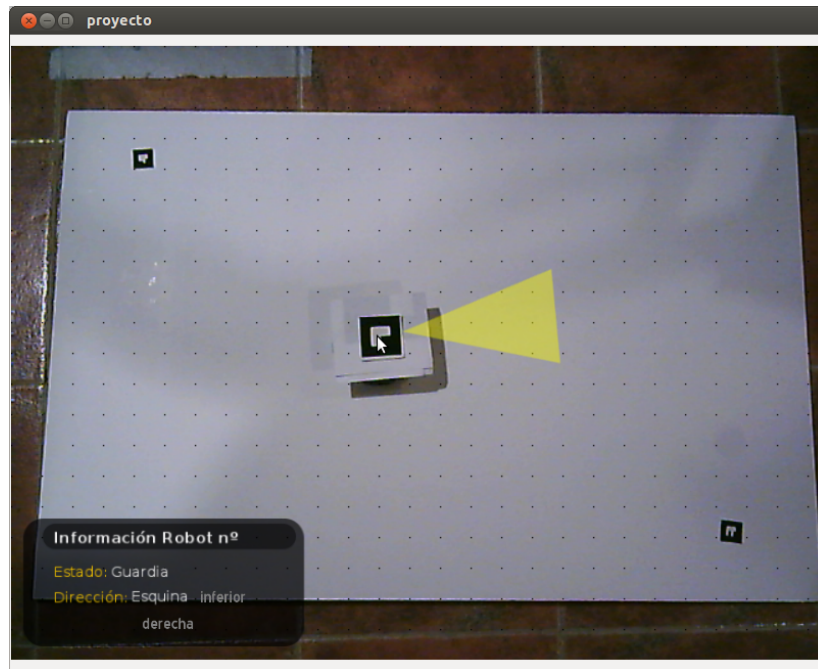 proyecto
Información Robot nº
Estado: Guardia
Dirección: Esquina inferior
derecha